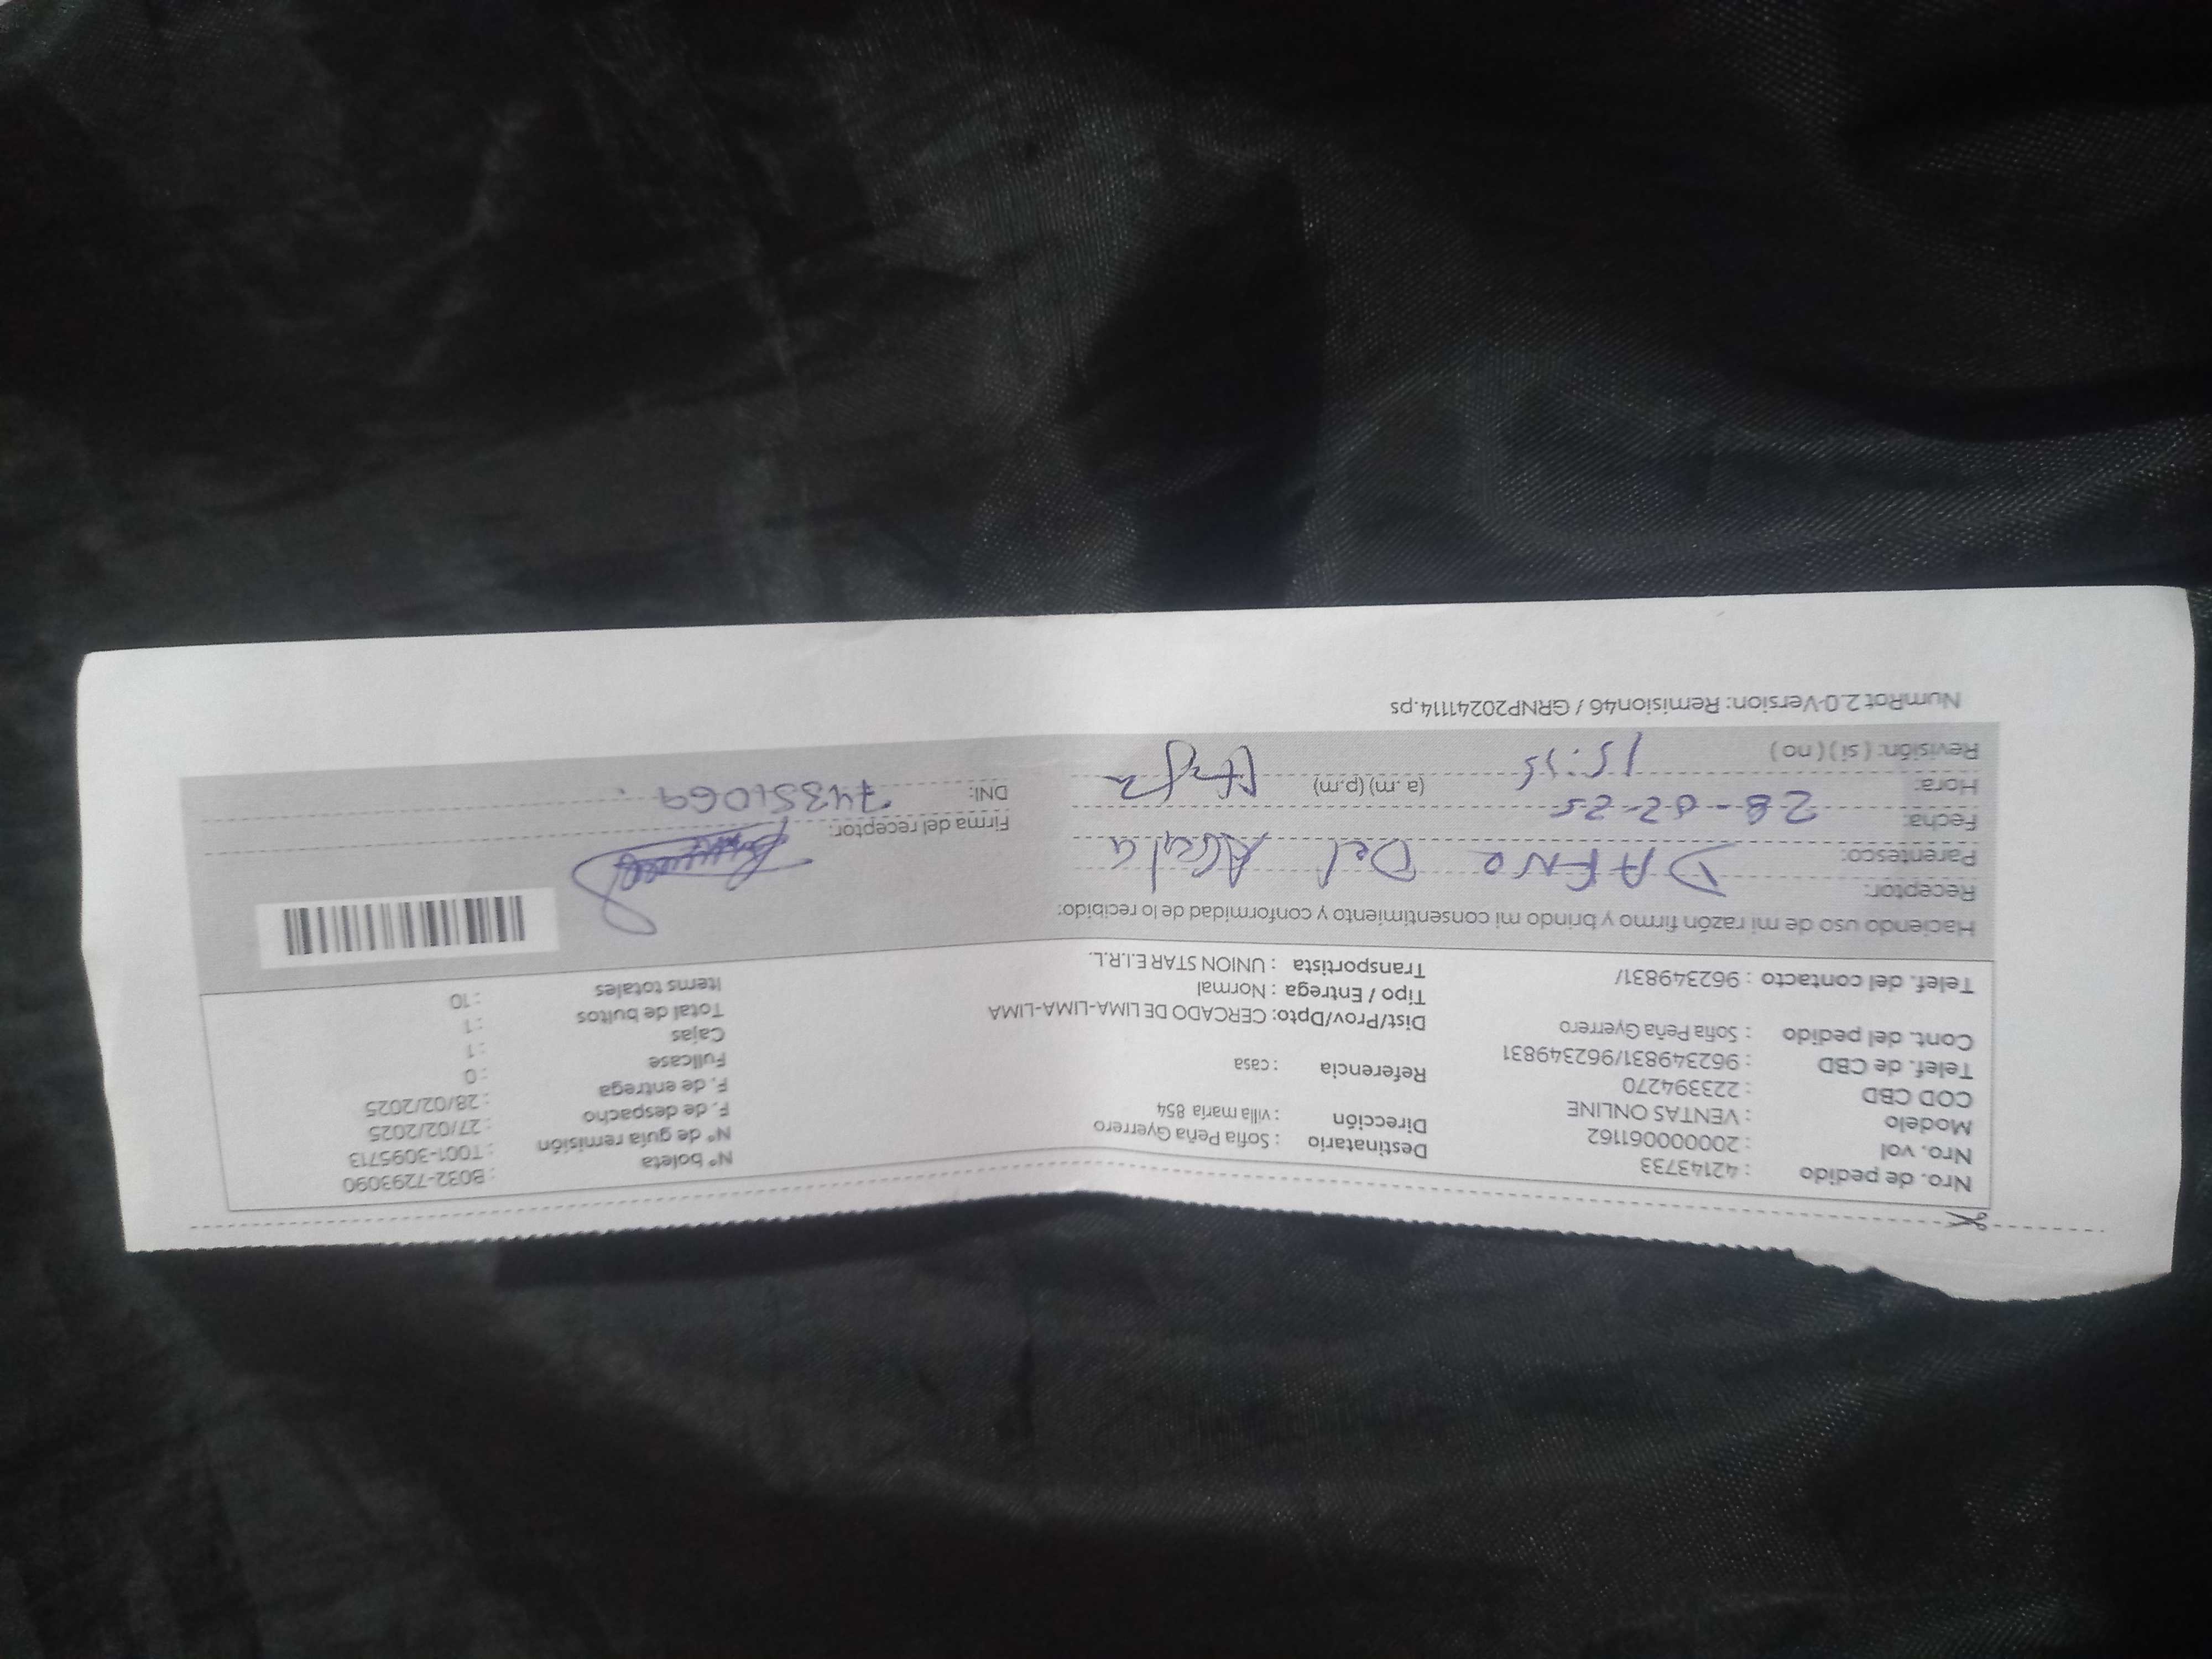 Nro. de pedido : 42143733
Nro. vol : 2000006061162
Modelo : VENTAS ONLINE
COD CBD : 223394270
Telef. de CBD : 962349831/962349831
Cont. del pedido : Sofia Peña Gyerrero
Telef. del contacto : 962349831/
Destinatario : Sofia Peña Gyerrero
Dirección : villa maria 854
Referencia : casa
Dist/Prov/Dpto: CERCADO DE LIMA-LIMA-LIMA
Tipo / Entrega : Normal
Transportista : UNION STAR E.I.R.L.
N° boleta : B032-7293090
N° de guía remisión : T001-3095713
F. de despacho : 27/02/2025
F. de entrega : 28/02/2025
Fullcase : 0
Cajas : 1
Total de bultos : 1
Items totales : 10
Haciendo uso de mi razón firmo y brindo mi consentimiento y conformidad de lo recibido:
Receptor: DAFNE Del
Parentesco:
Fecha: 28-02-25
Hora: (a.m) (p.m)
Revisión: ( si ) ( no )
Firma del receptor:
DNI: 74351069
NumRot 2.0-Version: Remision46 / GRNP20241114.ps